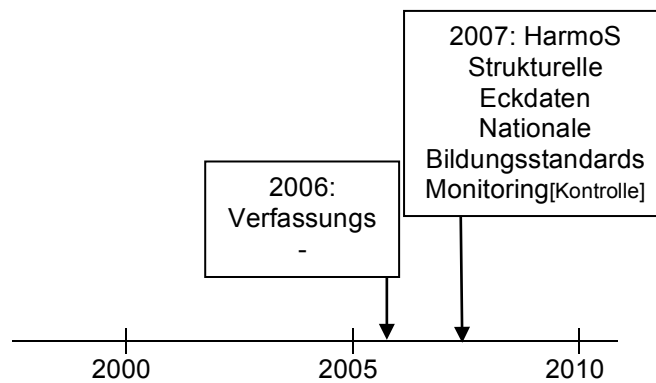 2007: HarmoS
Strukturelle
Eckdaten
Nationale
Bildungsstandards
Monitoring[Kontrolle]
2006:
Verfassungs
-
2000
2005
2010